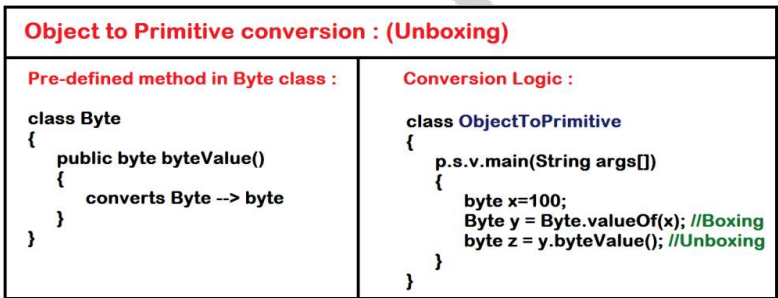 Object to Primitive conversion : (Unboxing)
Pre-defined method in Byte class :
class Byte
{
public byte byteValue()
{
converts Byte --> byte
}
}
Conversion Logic :
class ObjectToPrimitive
{
p.s.v.main(String args[])
{
byte x=100;
Byte y = Byte.valueOf(x); //Boxing
byte z = y.byteValue(); //Unboxing
}
}